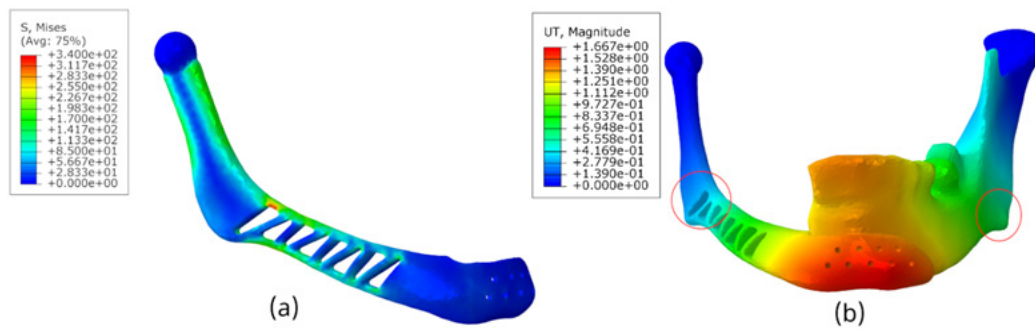 S, Mises
(Avg: 75%)
+3.400e+02
+3.117e+02
+2.833e+02
+2.550e+02
+2.267e+02
+1.983e+02
+1.700e+02
+1.417e+02
+1.133e+02
+8.500e+01
+5.667e+01
+2.833e+01
+0.000e+00
(a)
UT, Magnitude
+1.667e+00
+1.528e+00
+1.390e+00
+1.251e+00
+1.112e+00
+9.727e-01
+8.337e-01
+6.948e-01
+5.558e-01
+4.169e-01
+2.779e-01
+1.390e-01
+0.000e+00
(b)